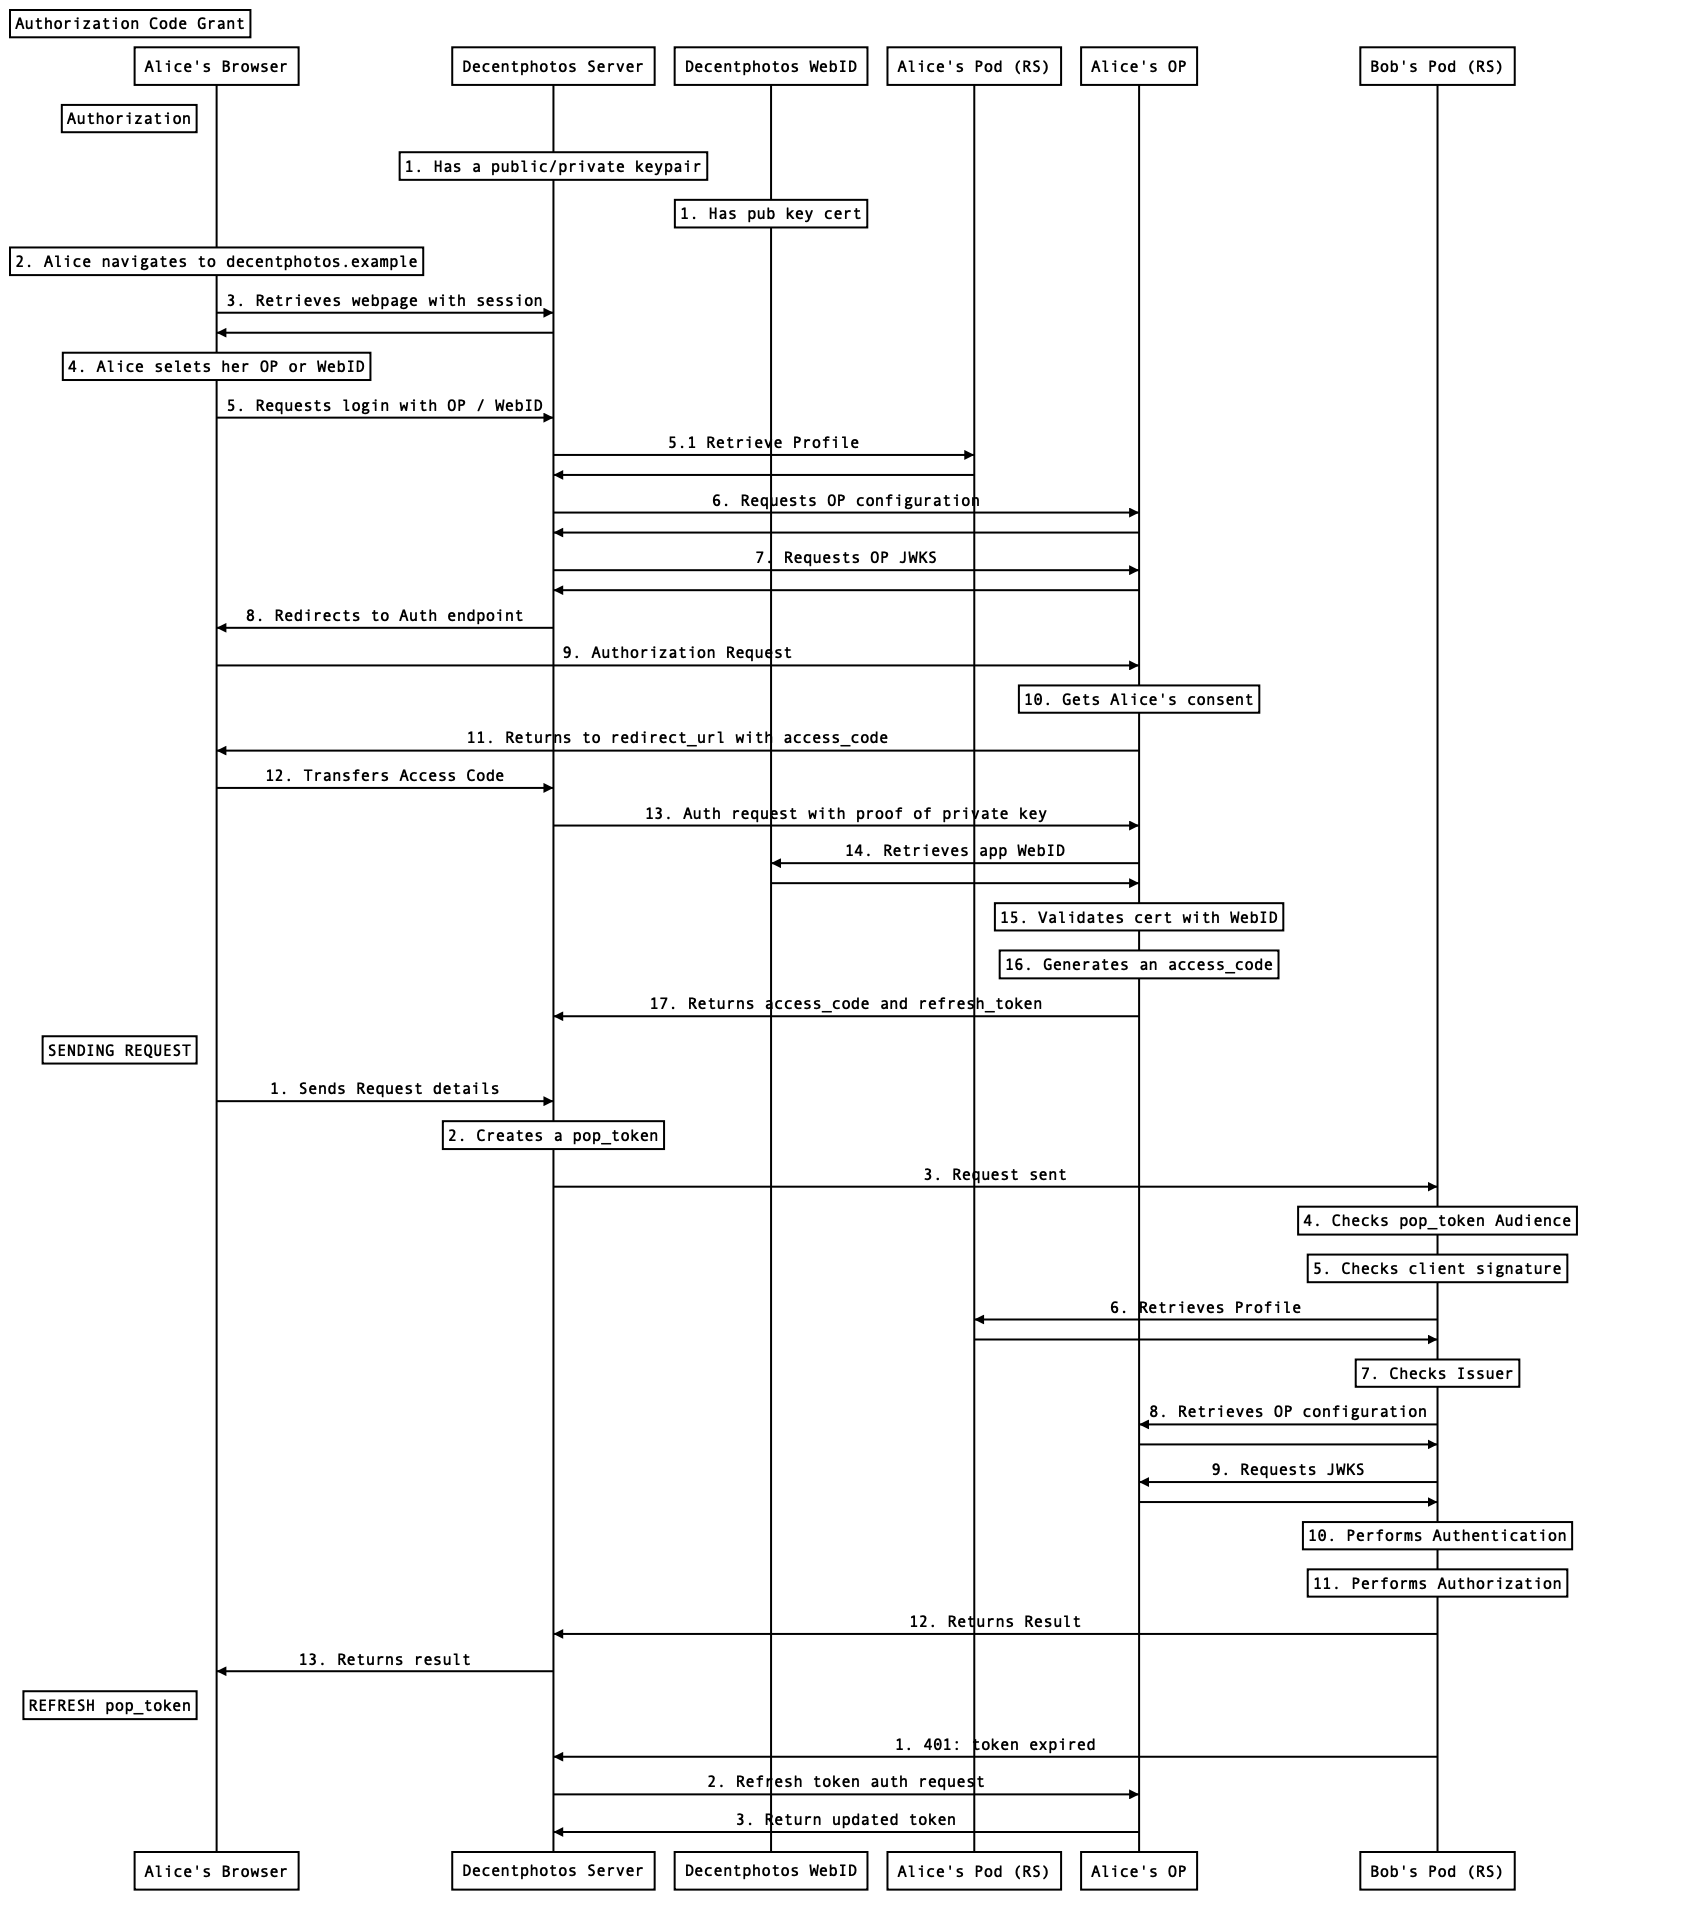 Authorization Code Grant
Alice's Browser
Decentphotos Server
Decentphotos WebID
Alice's Pod (RS)
Alice's OP
Bob's Pod (RS)
Authorization
1. Has a public/private keypair
1. Has pub key cert
2. Alice navigates to decentphotos.example
3. Retrieves webpage with session
4. Alice selets her OP or WebID
5. Requests login with OP / WebID
5.1 Retrieve Profile
6. Requests OP configuration
7. Requests OP JWKS
8. Redirects to Auth endpoint
9. Authorization Request
10. Gets Alice's consent
11. Returns to redirect_url with access_code
12. Transfers Access Code
13. Auth request with proof of private key
14. Retrieves app WebID
15. Validates cert with WebID
16. Generates an access_code
17. Returns access_code and refresh_token
SENDING REQUEST
1. Sends Request details
2. Creates a pop_token
3. Request sent
4. Checks pop_token Audience
5. Checks client signature
6. Retrieves Profile
7. Checks Issuer
8. Retrieves OP configuration
9. Requests JWKS
10. Performs Authentication
11. Performs Authorization
12. Returns Result
13. Returns result
REFRESH pop_token
1. 401: token expired
2. Refresh token auth request
3. Return updated token
Alice's Browser
Decentphotos Server
Decentphotos WebID
Alice's Pod (RS)
Alice's OP
Bob's Pod (RS)